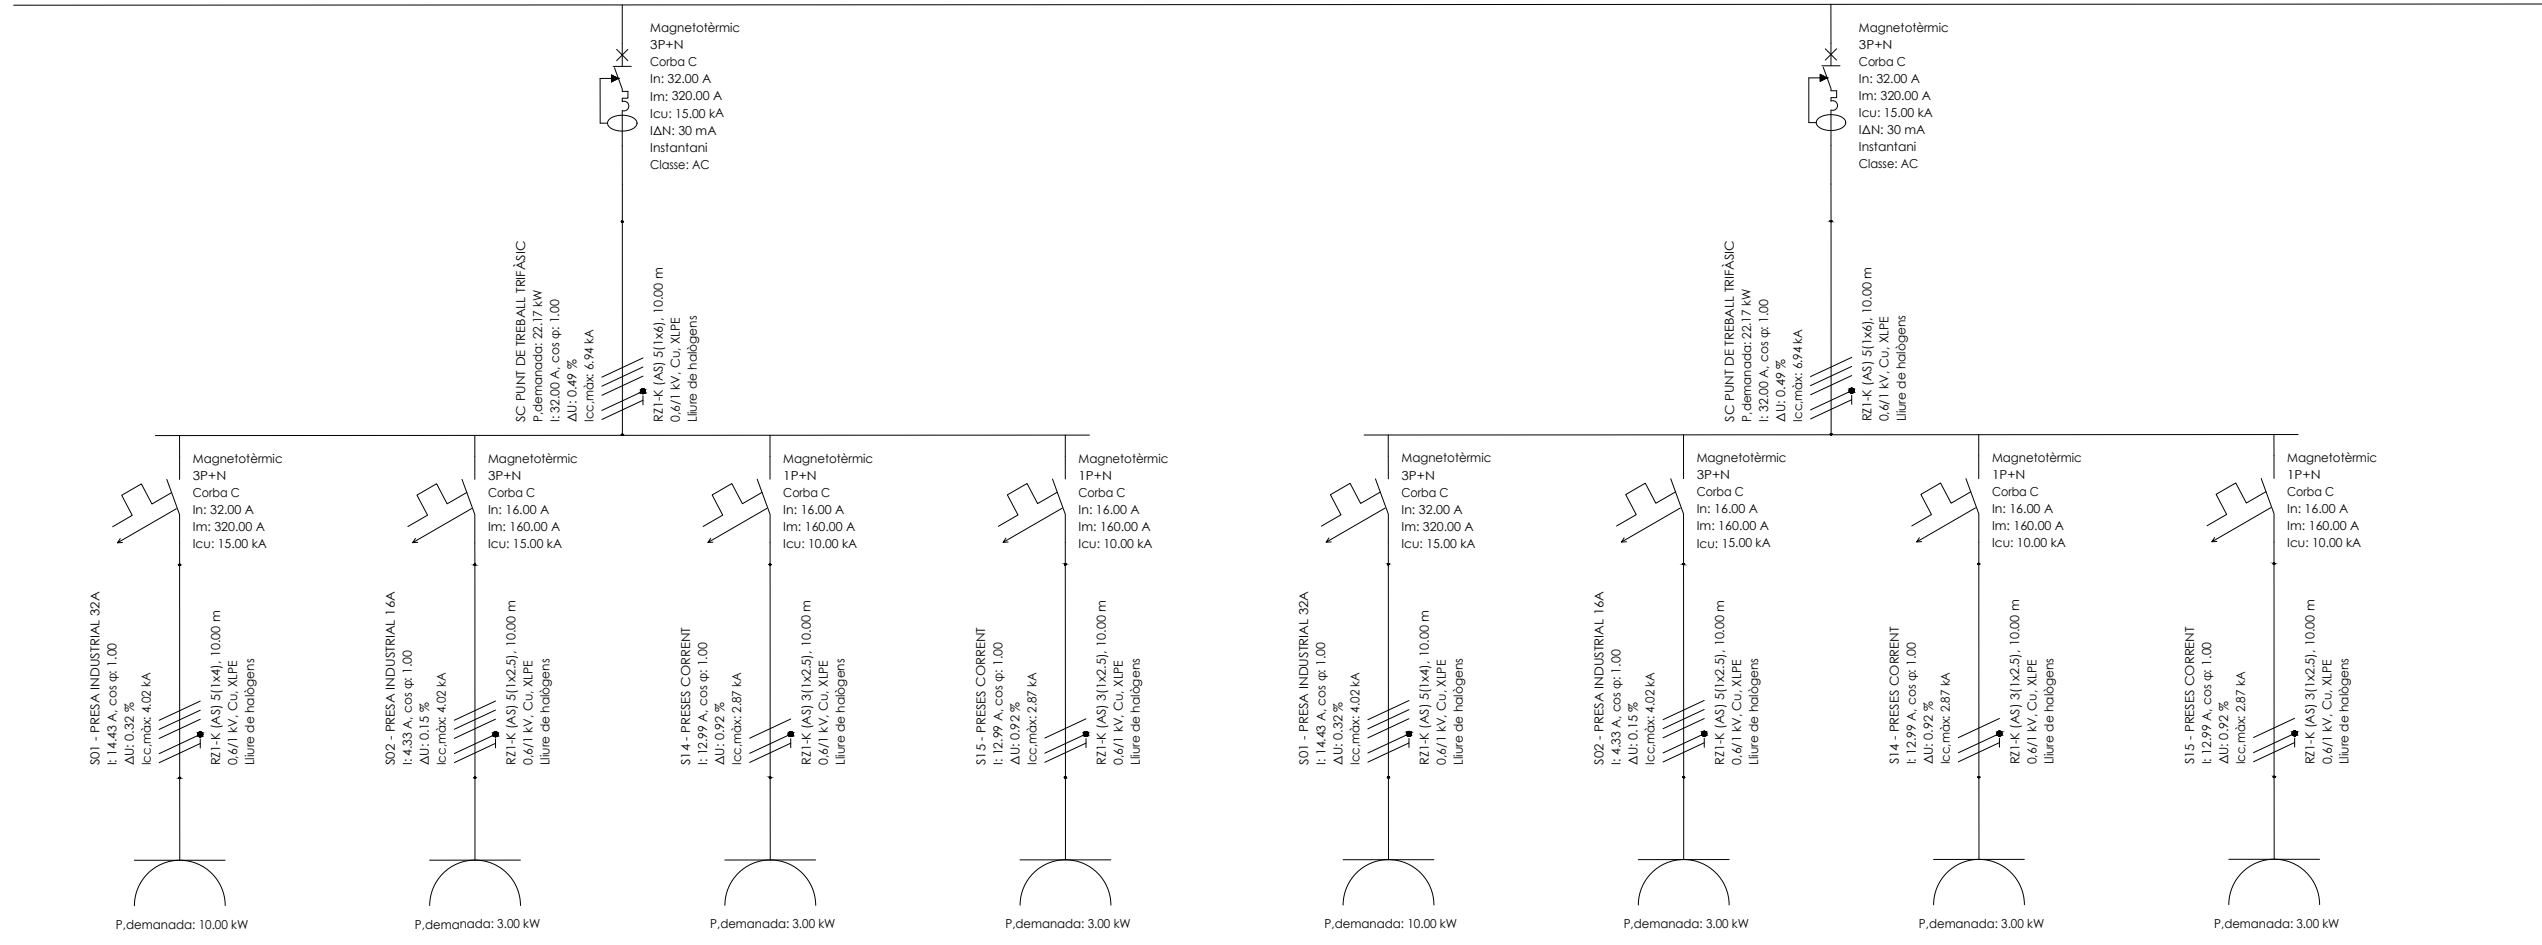 Magnetotèrmic
3P+N
Corba C
In: 32.00 A
Im: 320.00 A
Icu: 15.00 kA
IΔN: 30 mA
Instantani
Classe: AC
Magnetotèrmic
3P+N
Corba C
In: 32.00 A
Im: 320.00 A
Icu: 15.00 kA
IΔN: 30 mA
Instantani
Classe: AC
SC PUNT DE TREBALL TRIFÀSIC
P,demanada: 22.17 kW
I: 32.00 A, cos φ: 1.00
ΔU: 0.49 %
Icc,màx: 6.94 kA
RZ1-K (AS) 5(1x6), 10.00 m
0,6/1 kV, Cu, XLPE
Lliure de halògens
SC PUNT DE TREBALL TRIFÀSIC
P,demanada: 22.17 kW
I: 32.00 A, cos φ: 1.00
ΔU: 0.49 %
Icc,màx: 6.94 kA
RZ1-K (AS) 5(1x6), 10.00 m
0,6/1 kV, Cu, XLPE
Lliure de halògens
Magnetotèrmic
3P+N
Corba C
In: 32.00 A
Im: 320.00 A
Icu: 15.00 kA
Magnetotèrmic
3P+N
Corba C
In: 16.00 A
Im: 160.00 A
Icu: 15.00 kA
Magnetotèrmic
1P+N
Corba C
In: 16.00 A
Im: 160.00 A
Icu: 10.00 kA
Magnetotèrmic
1P+N
Corba C
In: 16.00 A
Im: 160.00 A
Icu: 10.00 kA
Magnetotèrmic
3P+N
Corba C
In: 32.00 A
Im: 320.00 A
Icu: 15.00 kA
Magnetotèrmic
3P+N
Corba C
In: 16.00 A
Im: 160.00 A
Icu: 15.00 kA
Magnetotèrmic
1P+N
Corba C
In: 16.00 A
Im: 160.00 A
Icu: 10.00 kA
Magnetotèrmic
1P+N
Corba C
In: 16.00 A
Im: 160.00 A
Icu: 10.00 kA
S01 - PRESA INDUSTRIAL 32A
I: 14.43 A, cos φ: 1.00
ΔU: 0.32 %
Icc,màx: 4.02 kA
RZ1-K (AS) 5(1x4), 10.00 m
0,6/1 kV, Cu, XLPE
Lliure de halògens
S02 - PRESA INDUSTRIAL 16A
I: 4.33 A, cos φ: 1.00
ΔU: 0.15 %
Icc,màx: 4.02 kA
RZ1-K (AS) 5(1x2.5), 10.00 m
0,6/1 kV, Cu, XLPE
Lliure de halògens
S14 - PRESES CORRENT
I: 12.99 A, cos φ: 1.00
ΔU: 0.92 %
Icc,màx: 2.87 kA
RZ1-K (AS) 3(1x2.5), 10.00 m
0,6/1 kV, Cu, XLPE
Lliure de halògens
S15 - PRESES CORRENT
I: 12.99 A, cos φ: 1.00
ΔU: 0.92 %
Icc,màx: 2.87 kA
RZ1-K (AS) 3(1x2.5), 10.00 m
0,6/1 kV, Cu, XLPE
Lliure de halògens
S01 - PRESA INDUSTRIAL 32A
I: 14.43 A, cos φ: 1.00
ΔU: 0.32 %
Icc,màx: 4.02 kA
RZ1-K (AS) 5(1x4), 10.00 m
0,6/1 kV, Cu, XLPE
Lliure de halògens
S02 - PRESA INDUSTRIAL 16A
I: 4.33 A, cos φ: 1.00
ΔU: 0.15 %
Icc,màx: 4.02 kA
RZ1-K (AS) 5(1x2.5), 10.00 m
0,6/1 kV, Cu, XLPE
Lliure de halògens
S14 - PRESES CORRENT
I: 12.99 A, cos φ: 1.00
ΔU: 0.92 %
Icc,màx: 2.87 kA
RZ1-K (AS) 3(1x2.5), 10.00 m
0,6/1 kV, Cu, XLPE
Lliure de halògens
S15 - PRESES CORRENT
I: 12.99 A, cos φ: 1.00
ΔU: 0.92 %
Icc,màx: 2.87 kA
RZ1-K (AS) 3(1x2.5), 10.00 m
0,6/1 kV, Cu, XLPE
Lliure de halògens
P,demanada: 10.00 kW
P,demanada: 3.00 kW
P,demanada: 3.00 kW
P,demanada: 3.00 kW
P,demanada: 10.00 kW
P,demanada: 3.00 kW
P,demanada: 3.00 kW
P,demanada: 3.00 kW